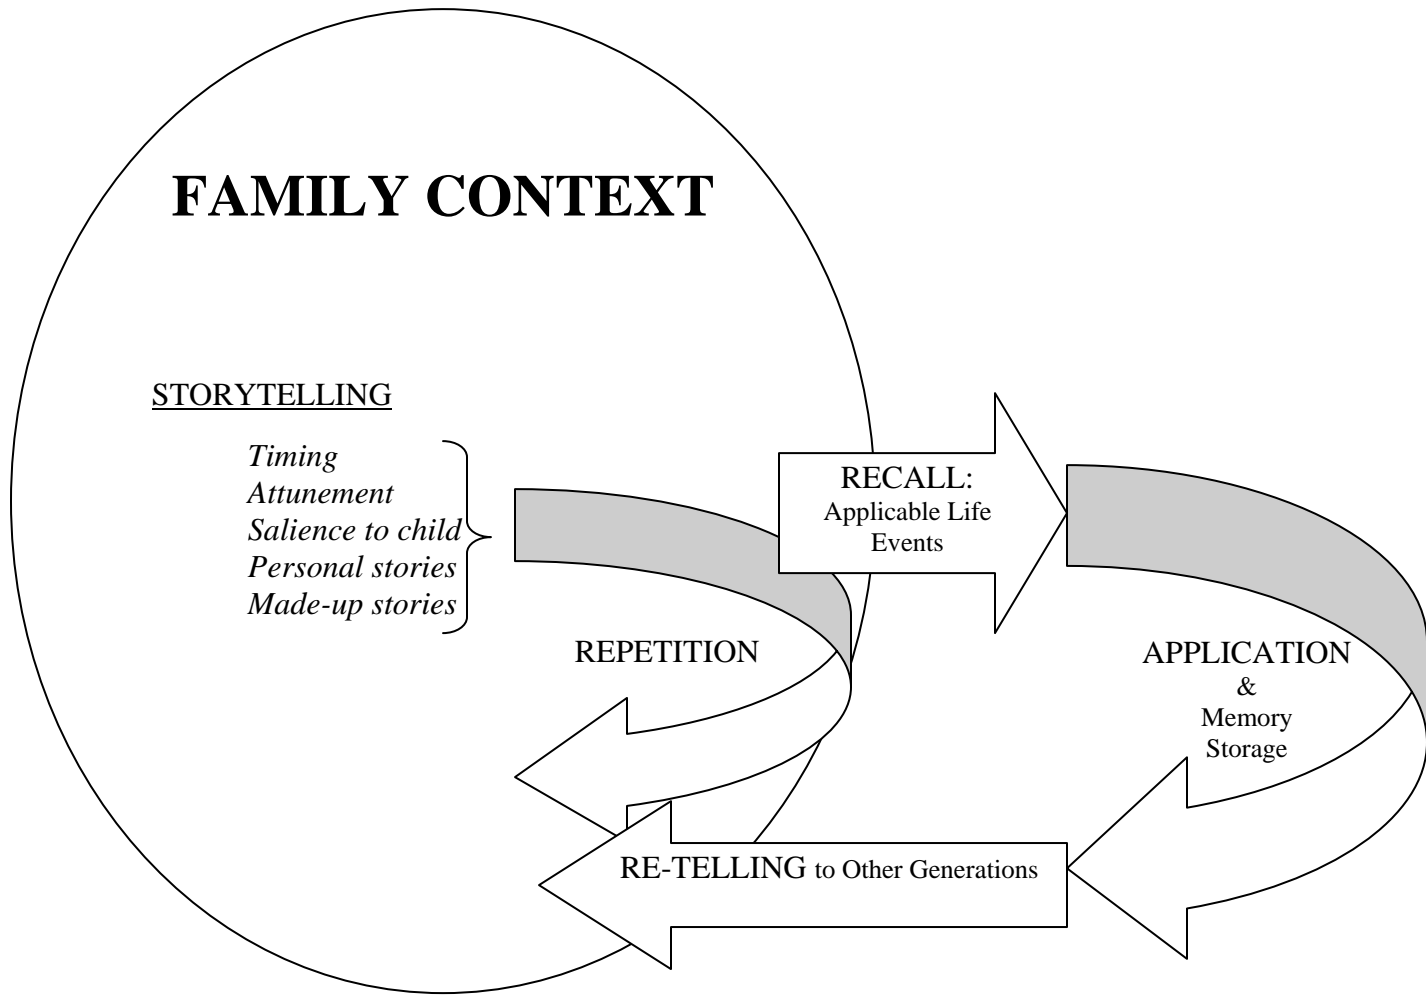 FAMILY CONTEXT
STORYTELLING
Timing
Attunement
Salience to child
Personal stories
Made-up stories
REPETITION
RECALL:
Applicable Life
Events
APPLICATION
&
Memory
Storage
RE-TELLING to Other Generations